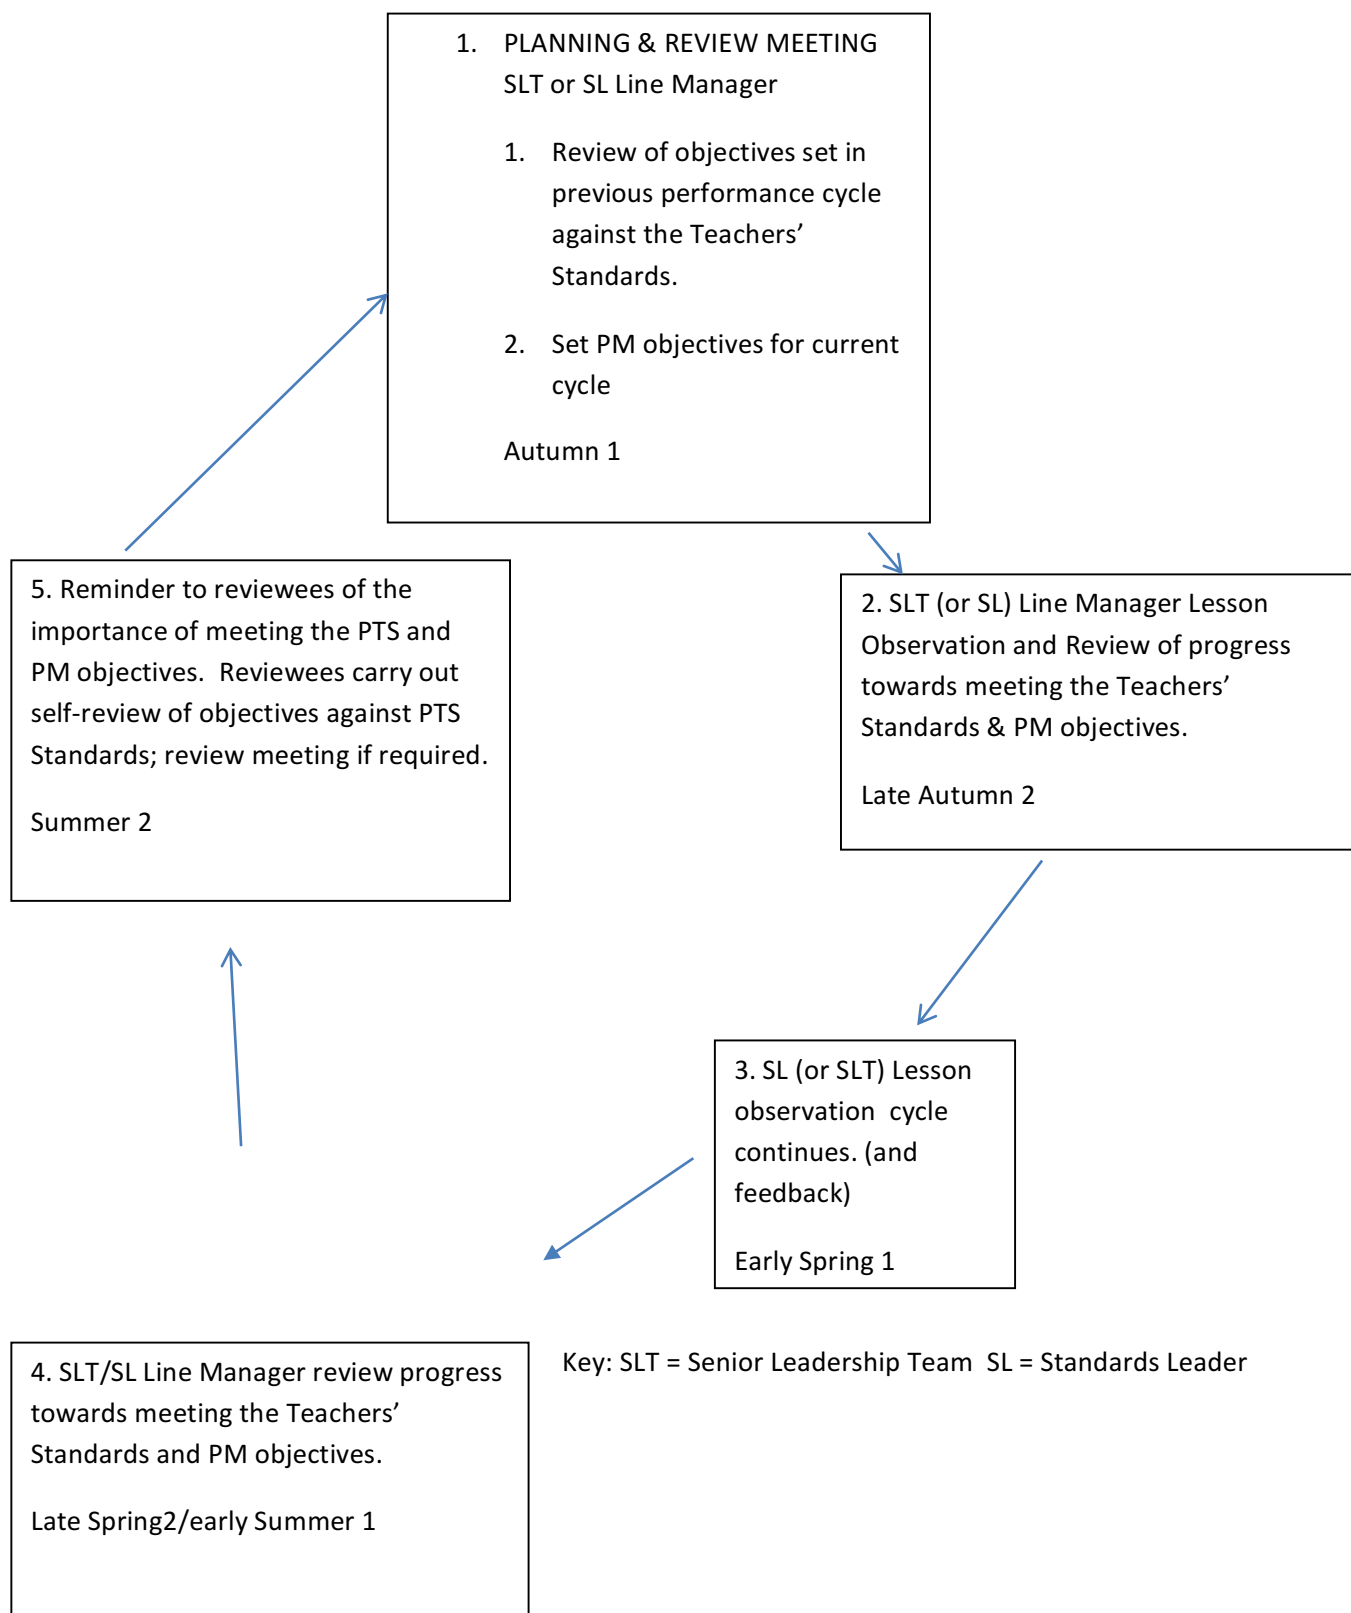 1. PLANNING & REVIEW MEETING
SLT or SL Line Manager
1. Review of objectives set in
previous performance cycle
against the Teachers’
Standards.
2. Set PM objectives for current
cycle
Autumn 1
2. SLT (or SL) Line Manager Lesson
Observation and Review of progress
towards meeting the Teachers’
Standards & PM objectives.
Late Autumn 2
3. SL (or SLT) Lesson
observation  cycle
continues. (and
feedback)
Early Spring 1
4. SLT/SL Line Manager review progress
towards meeting the Teachers’
Standards and PM objectives.
Late Spring2/early Summer 1
5. Reminder to reviewees of the
importance of meeting the PTS and
PM objectives.  Reviewees carry out
self-review of objectives against PTS
Standards; review meeting if required.
Summer 2
Key: SLT = Senior Leadership Team  SL = Standards Leader